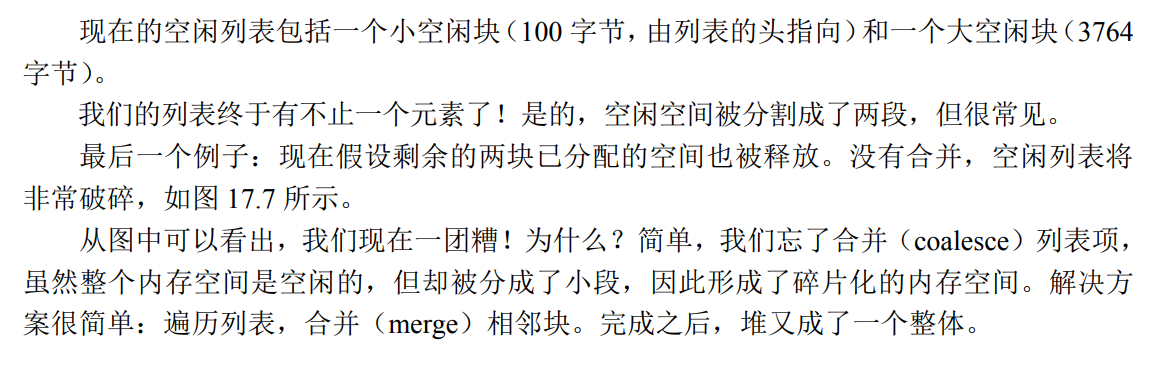 现在的空闲列表包括一个小空闲块（100 字节，由列表的头指向）和一个大空闲块（3764
字节）。
我们的列表终于有不止一个元素了！是的，空闲空间被分割成了两段，但很常见。
最后一个例子：现在假设剩余的两块已分配的空间也被释放。没有合并，空闲列表将
非常破碎，如图 17.7 所示。
从图中可以看出，我们现在一团糟！为什么？简单，我们忘了合并（coalesce）列表项，
虽然整个内存空间是空闲的，但却被分成了小段，因此形成了碎片化的内存空间。解决方
案很简单：遍历列表，合并（merge）相邻块。完成之后，堆又成了一个整体。